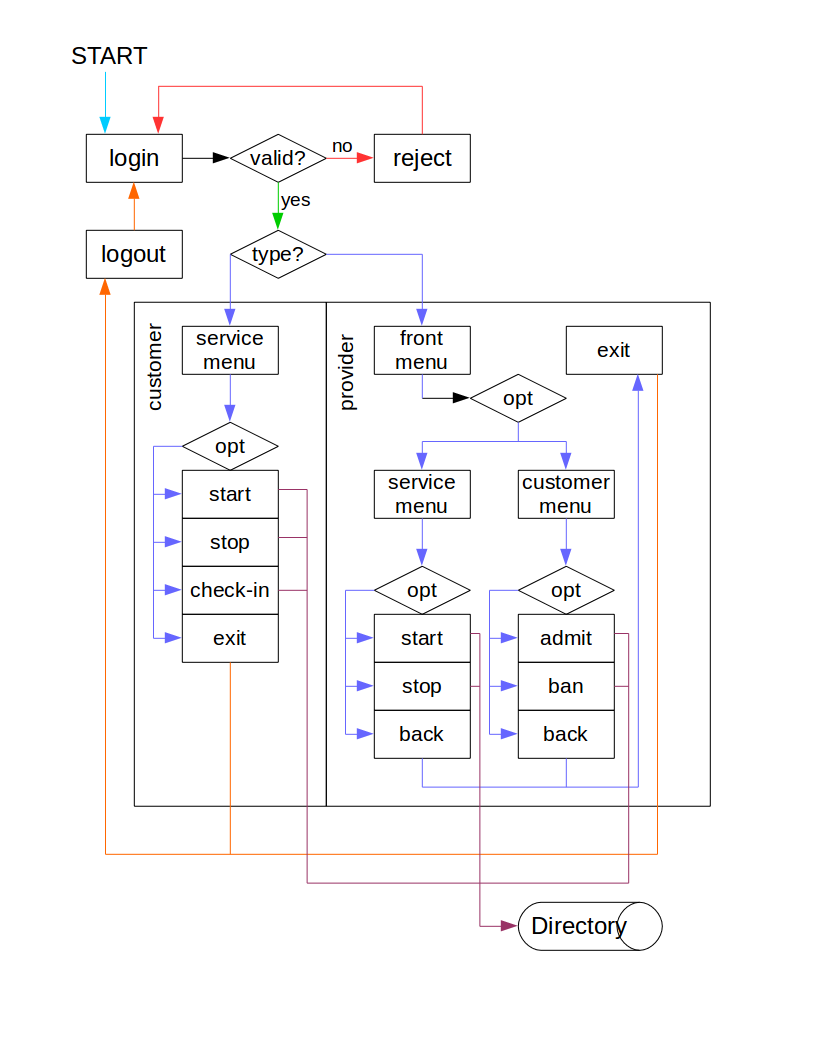 START
login
valid?
no
reject
yes
logout
type?
customer
service
menu
opt
start
stop
check-in
exit
provider
front
menu
exit
opt
service
menu
customer
menu
opt
start
stop
back
opt
admit
ban
back
Directory